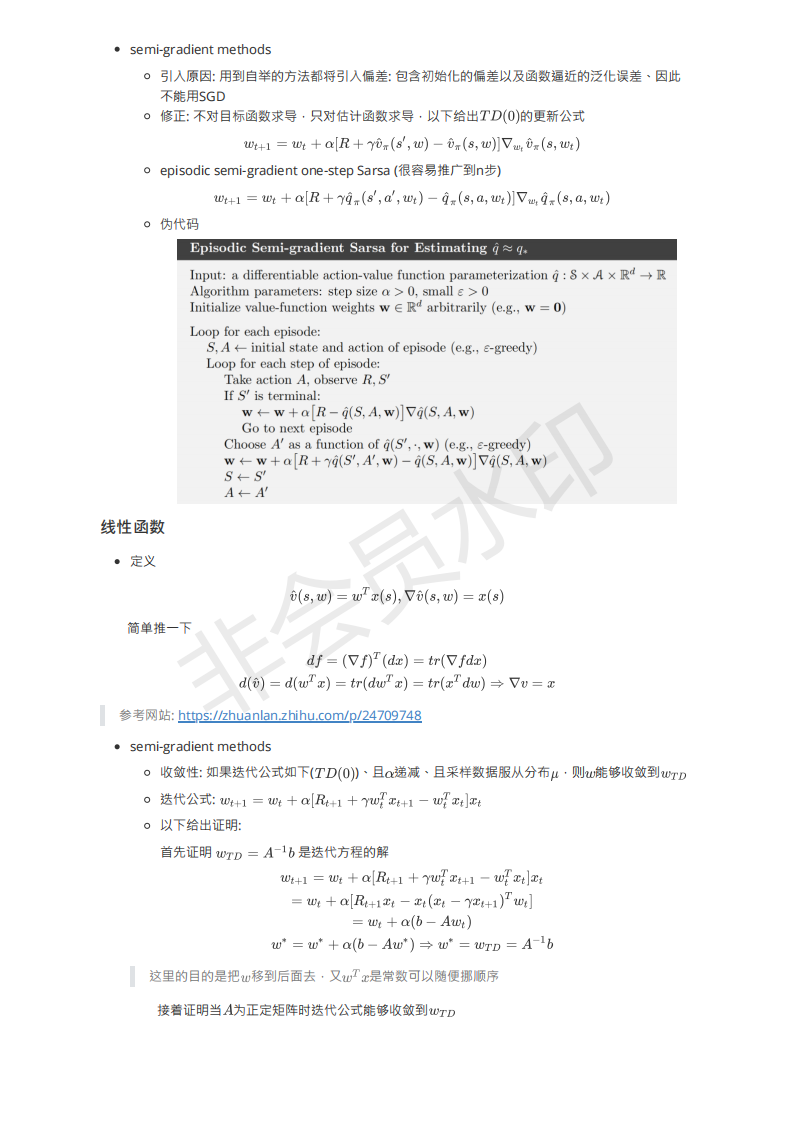 semi-gradient methods
引入原因: 用到自举的方法都将引入偏差: 包含初始化的偏差以及函数逼近的泛化误差、因此
不能用SGD
修正: 不对目标函数求导，只对估计函数求导，以下给出$TD(0)$的更新公式
$w_{t+1} = w_t + \alpha[R + \gamma\hat{v}_\pi(s', w) - \hat{v}_\pi(s, w)]\nabla_{w_t}\hat{v}_\pi(s, w_t)$
episodic semi-gradient one-step Sarsa (很容易推广到n步)
$w_{t+1} = w_t + \alpha[R + \gamma\hat{q}_\pi(s', a', w_t) - \hat{q}_\pi(s, a, w_t)]\nabla_{w_t}\hat{q}_\pi(s, a, w_t)$
伪代码
Episodic Semi-gradient Sarsa for Estimating $\hat{q} \approx q_*$
Input: a differentiable action-value function parameterization $\hat{q} : \mathcal{S} \times \mathcal{A} \times \mathbb{R}^d \to \mathbb{R}$
Algorithm parameters: step size $\alpha > 0$, small $\varepsilon > 0$
Initialize value-function weights $\mathbf{w} \in \mathbb{R}^d$ arbitrarily (e.g., $\mathbf{w} = \mathbf{0}$)
Loop for each episode:
$S, A \leftarrow$ initial state and action of episode (e.g., $\varepsilon$-greedy)
Loop for each step of episode:
Take action $A$, observe $R, S'$
If $S'$ is terminal:
$\mathbf{w} \leftarrow \mathbf{w} + \alpha[R - \hat{q}(S, A, \mathbf{w})]\nabla\hat{q}(S, A, \mathbf{w})$
Go to next episode
Choose $A'$ as a function of $\hat{q}(S', \cdot, \mathbf{w})$ (e.g., $\varepsilon$-greedy)
$\mathbf{w} \leftarrow \mathbf{w} + \alpha[R + \gamma\hat{q}(S', A', \mathbf{w}) - \hat{q}(S, A, \mathbf{w})]\nabla\hat{q}(S, A, \mathbf{w})$
$S \leftarrow S'$
$A \leftarrow A'$
线性函数
定义
$\hat{v}(s, w) = w^T x(s), \nabla\hat{v}(s, w) = x(s)$
简单推一下
$df = (\nabla f)^T(dx) = tr(\nabla f dx)$
$d(\hat{v}) = d(w^T x) = tr(dw^T x) = tr(x^T dw) \Rightarrow \nabla v = x$
参考网站: https://zhuanlan.zhihu.com/p/24709748
semi-gradient methods
收敛性: 如果迭代公式如下($TD(0)$)、且$\alpha$递减、且采样数据服从分布$\mu$，则$w$能够收敛到$w_{TD}$
迭代公式: $w_{t+1} = w_t + \alpha[R_{t+1} + \gamma w_t^T x_{t+1} - w_t^T x_t]x_t$
以下给出证明:
首先证明 $w_{TD} = A^{-1}b$ 是迭代方程的解
$w_{t+1} = w_t + \alpha[R_{t+1} + \gamma w_t^T x_{t+1} - w_t^T x_t]x_t$
$= w_t + \alpha[R_{t+1}x_t - x_t(x_t - \gamma x_{t+1})^T w_t]$
$= w_t + \alpha(b - Aw_t)$
$w^* = w^* + \alpha(b - Aw^*) \Rightarrow w^* = w_{TD} = A^{-1}b$
这里的目的是把$w$移到后面去，又$w^T x$是常数可以随便挪顺序
接着证明当$A$为正定矩阵时迭代公式能够收敛到$w_{TD}$
非会员水印